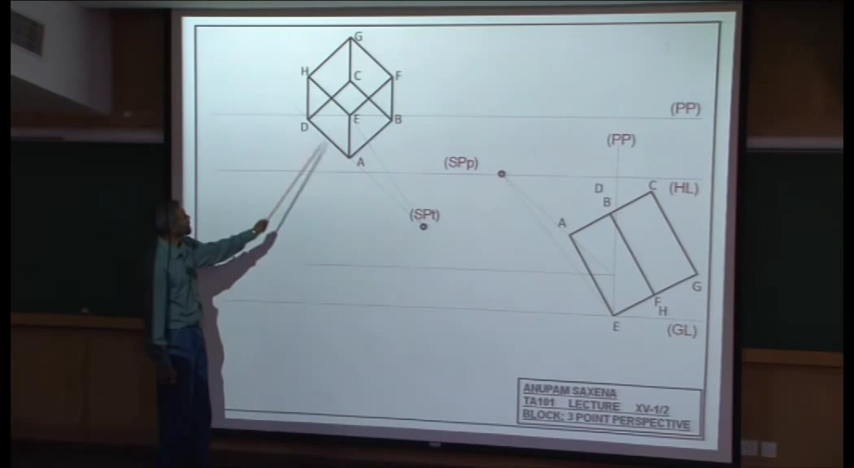 G
H
C
F
(PP)
D
E
B
(PP)
A
(SPp)
D
C
(HL)
B
(SPt)
A
G
F
H
E
(GL)
ANUPAM SAXENA
TA101 LECTURE XV-1/2
BLOCK: 3 POINT PERSPECTIVE